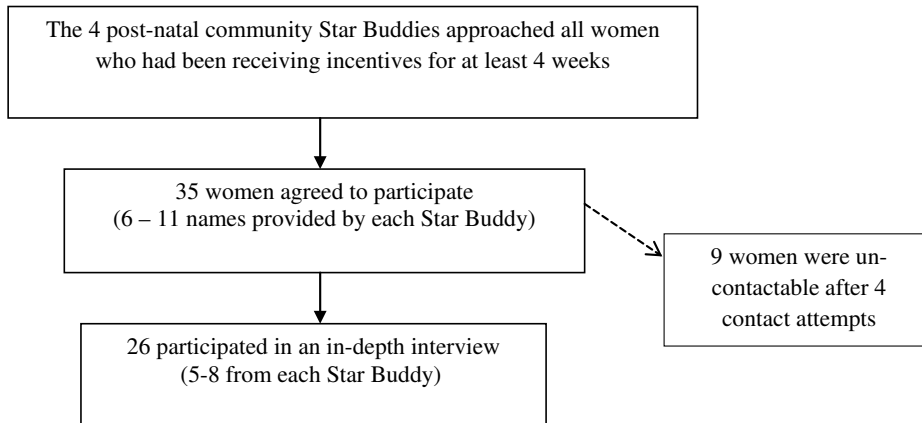 The 4 post-natal community Star Buddies approached all women
who had been receiving incentives for at least 4 weeks
35 women agreed to participate
(6 – 11 names provided by each Star Buddy)
9 women were un-
contactable after 4
contact attempts
26 participated in an in-depth interview
(5-8 from each Star Buddy)